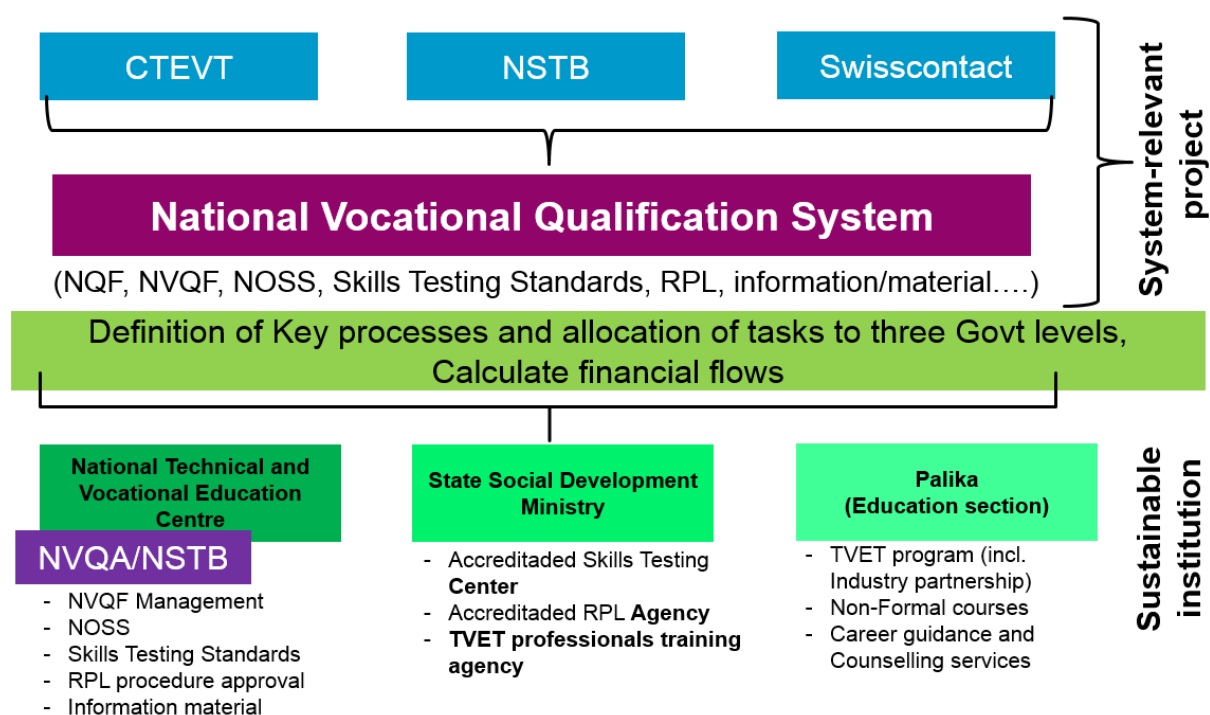 CTEVT
NSTB
Swisscontact
System-relevant
project
National Vocational Qualification System
(NQF, NVQF, NOSS, Skills Testing Standards, RPL, information/material….)
Definition of Key processes and allocation of tasks to three Govt levels,
Calculate financial flows
National Technical and
Vocational Education
Centre
NVQA/NSTB
- NVQF Management
- NOSS
- Skills Testing Standards
- RPL procedure approval
- Information material
State Social Development
Ministry
- Accreditaded Skills Testing
Center
- Accreditaded RPL Agency
- TVET professionals training
agency
Palika
(Education section)
- TVET program (incl.
Industry partnership)
- Non-Formal courses
- Career guidance and
Counselling services
Sustainable
institution